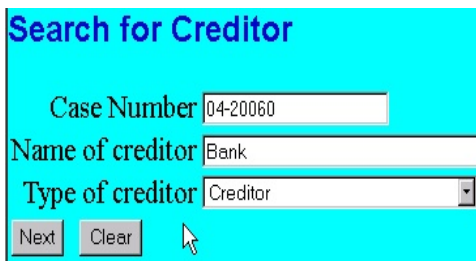 Search for Creditor
Case Number 04-20060
Name of creditor Bank
Type of creditor Creditor
Next Clear